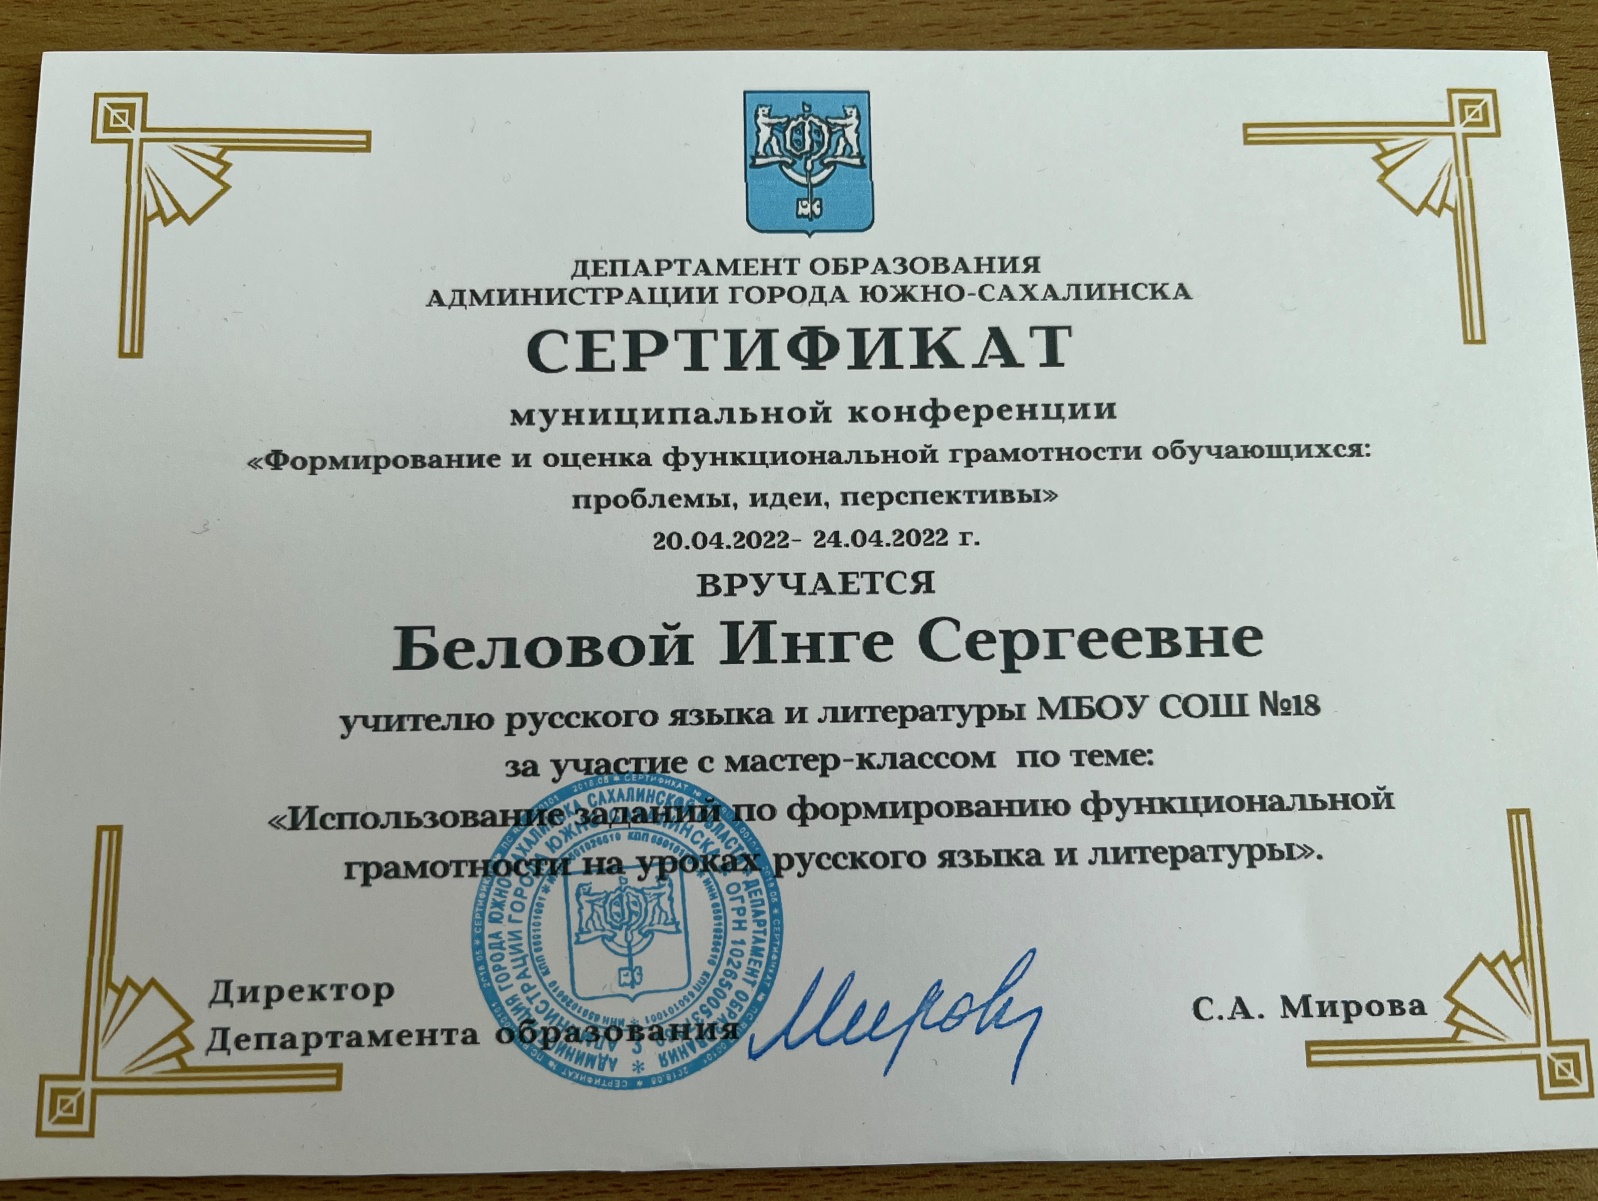 ДЕПАРТАМЕНТ ОБРАЗОВАНИЯ
АДМИНИСТРАЦИИ ГОРОДА ЮЖНО-САХАЛИНСКА
СЕРТИФИКАТ
муниципальной конференции
«Формирование и оценка функциональной грамотности обучающихся:
проблемы, идеи, перспективы»
20.04.2022- 24.04.2022 г.
ВРУЧАЕТСЯ
Беловой Инге Сергеевне
учителю русского языка и литературы МБОУ СОШ №18
за участие с мастер-классом по теме:
«Использование заданий по формированию функциональной
грамотности на уроках русского языка и литературы».
Директор
Департамента образования
С.А. Мирова